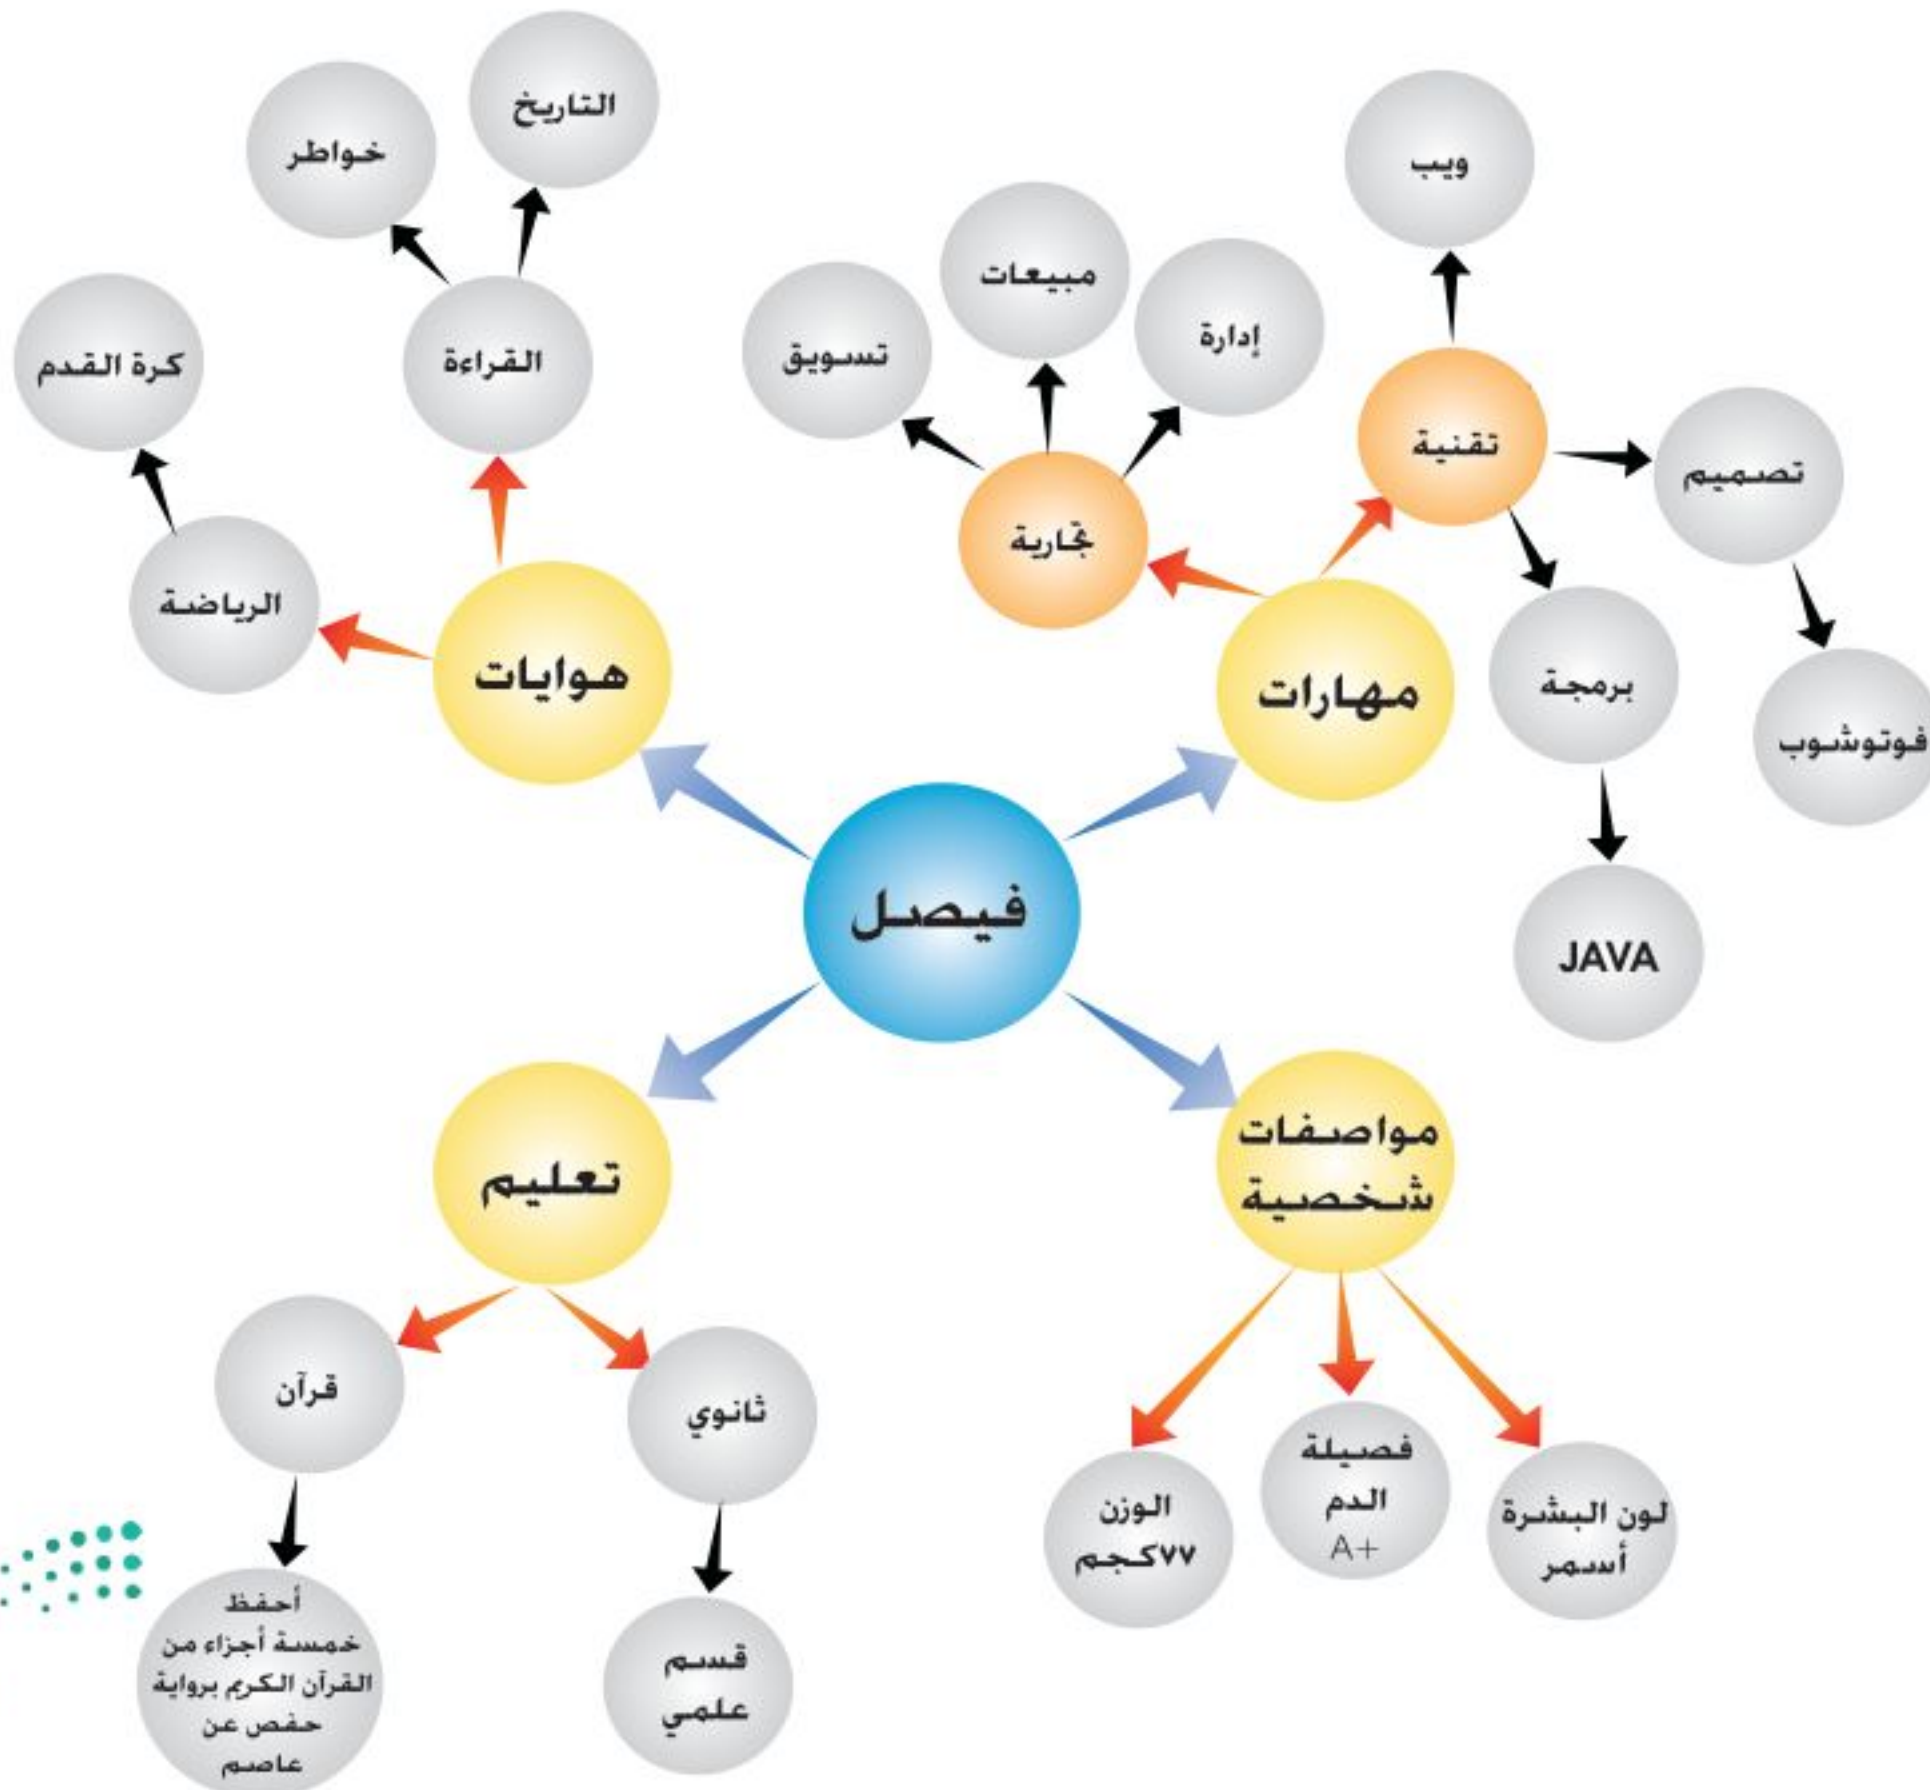 فيصل
مهارات
تقنية
ويب
تصميم
فوتوشوب
برمجة
JAVA
تجارية
إدارة
مبيعات
تسويق
هوايات
القراءة
التاريخ
خواطر
الرياضة
كرة القدم
مواصفات
شخصية
لون البشرة
أسمر
فصيلة
الدم
A+
الوزن
٧٧كجم
تعليم
ثانوي
قسم
علمي
قرآن
أحفظ
خمسة أجزاء من
القرآن الكريم برواية
حفص عن
عاصم